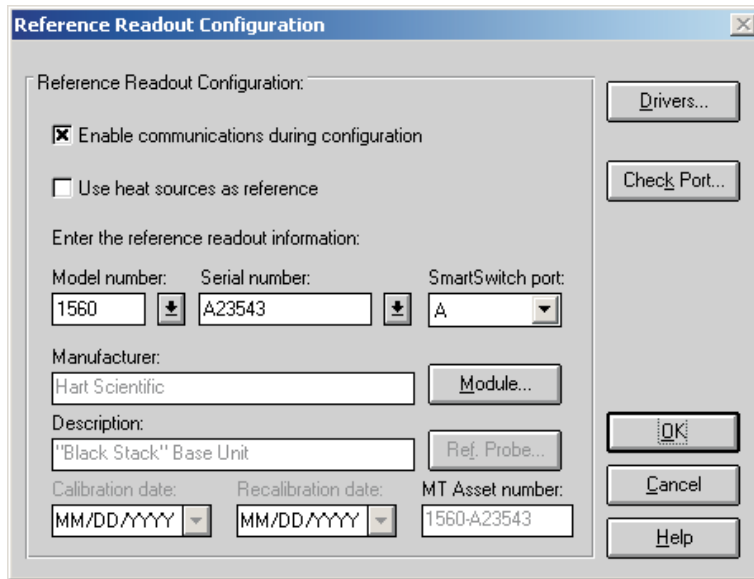 Reference Readout Configuration
Reference Readout Configuration:
Drivers...
Enable communications during configuration
Check Port...
Use heat sources as reference
Enter the reference readout information:
Model number: Serial number: SmartSwitch port:
1560 A23543 A
Manufacturer:
Hart Scientific Module...
Description:
"Black Stack" Base Unit Ref. Probe... OK
Calibration date: Recalibration date: MT Asset number: Cancel
MM/DD/YYYY MM/DD/YYYY 1560-A23543
Help